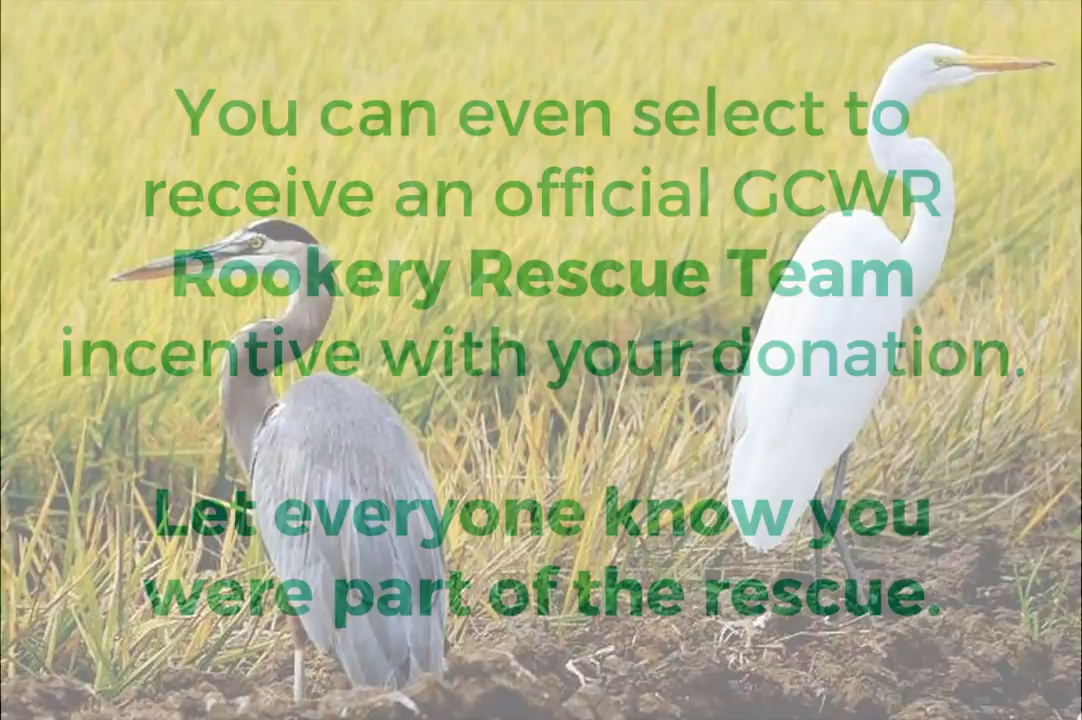 You can even select to
receive an official GCWR
Rookery Rescue Team
incentive with your donation.
Let everyone know you
were part of the rescue.